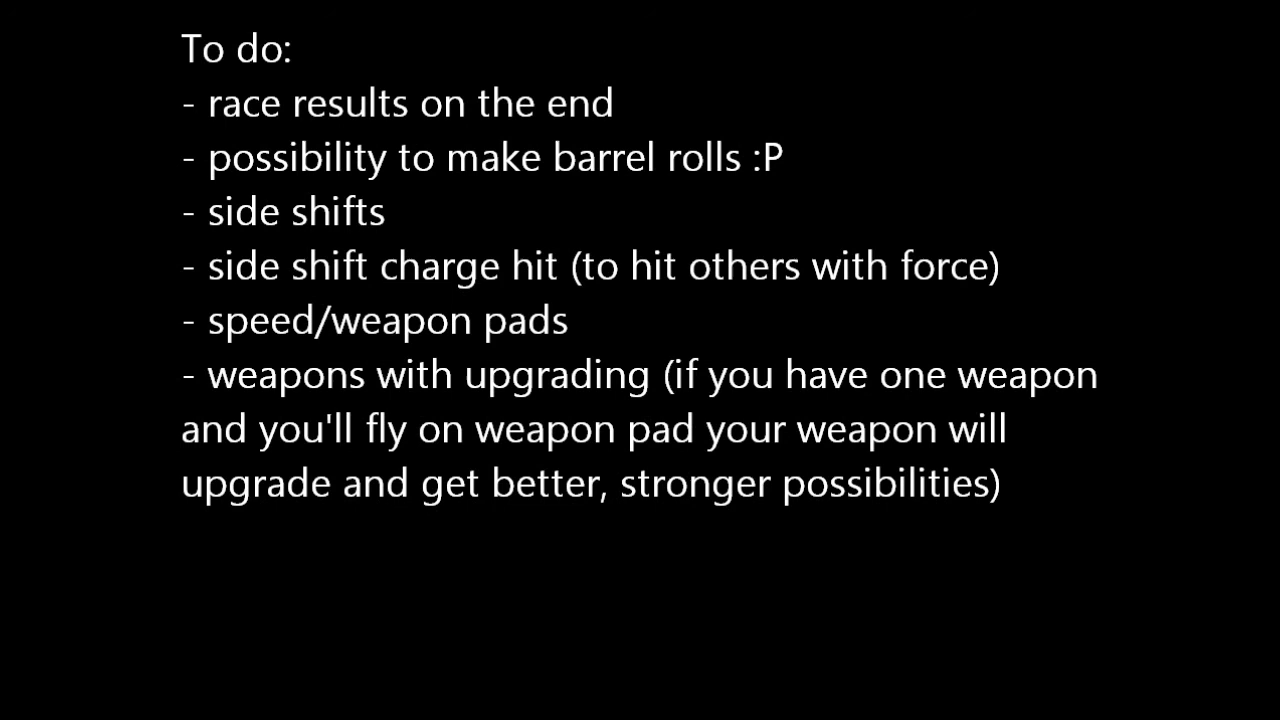 To do:
- race results on the end
- possibility to make barrel rolls :P
- side shifts
- side shift charge hit (to hit others with force)
- speed/weapon pads
- weapons with upgrading (if you have one weapon
and you'll fly on weapon pad your weapon will
upgrade and get better, stronger possibilities)